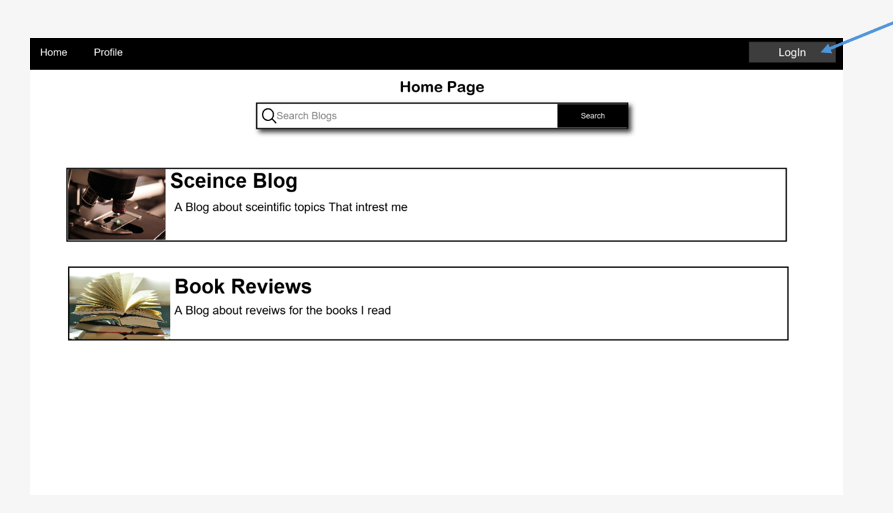 Home Profile LogIn
Home Page
Search Blogs Search
Sceince Blog
A Blog about sceintific topics That intrest me
Book Reviews
A Blog about reveiws for the books I read